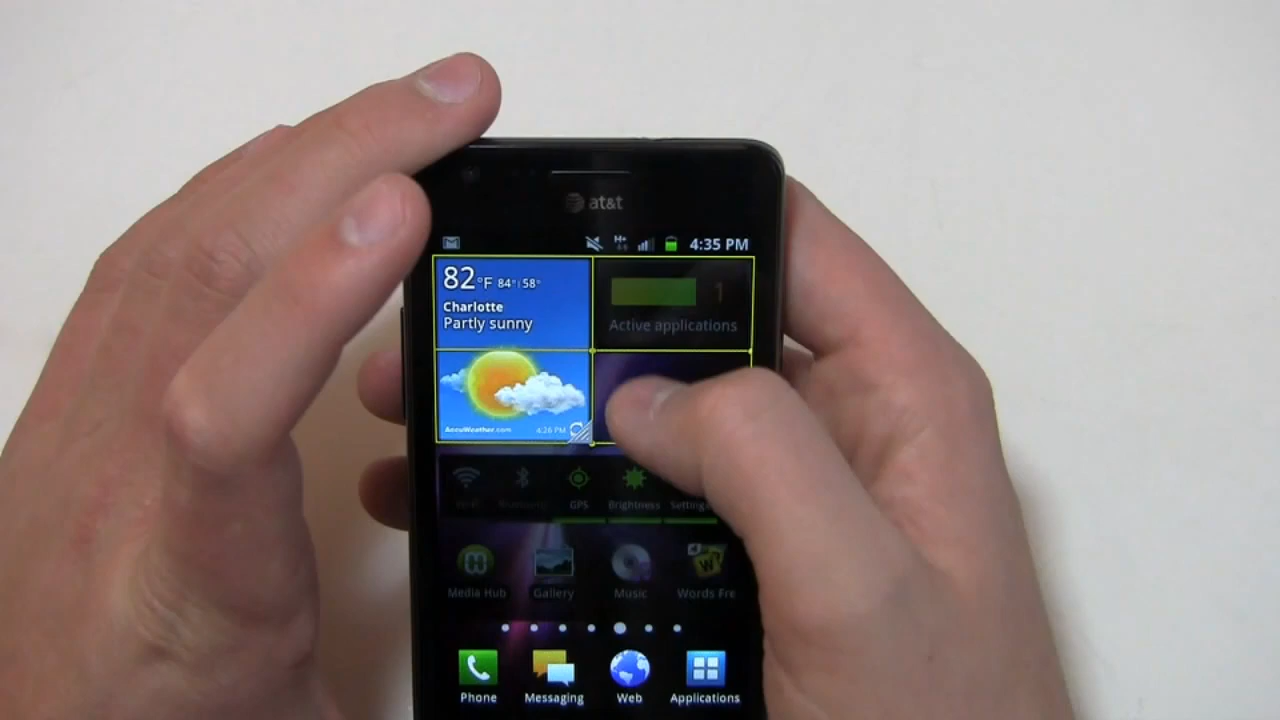 at&t
H+
4:35 PM
82°F 84°| 58°
Charlotte
Partly sunny
1
Active applications
AccuWeather.com 4:26 PM
GPS Brightness Settings
Media Hub Gallery Music Words Fre
Phone Messaging Web Applications